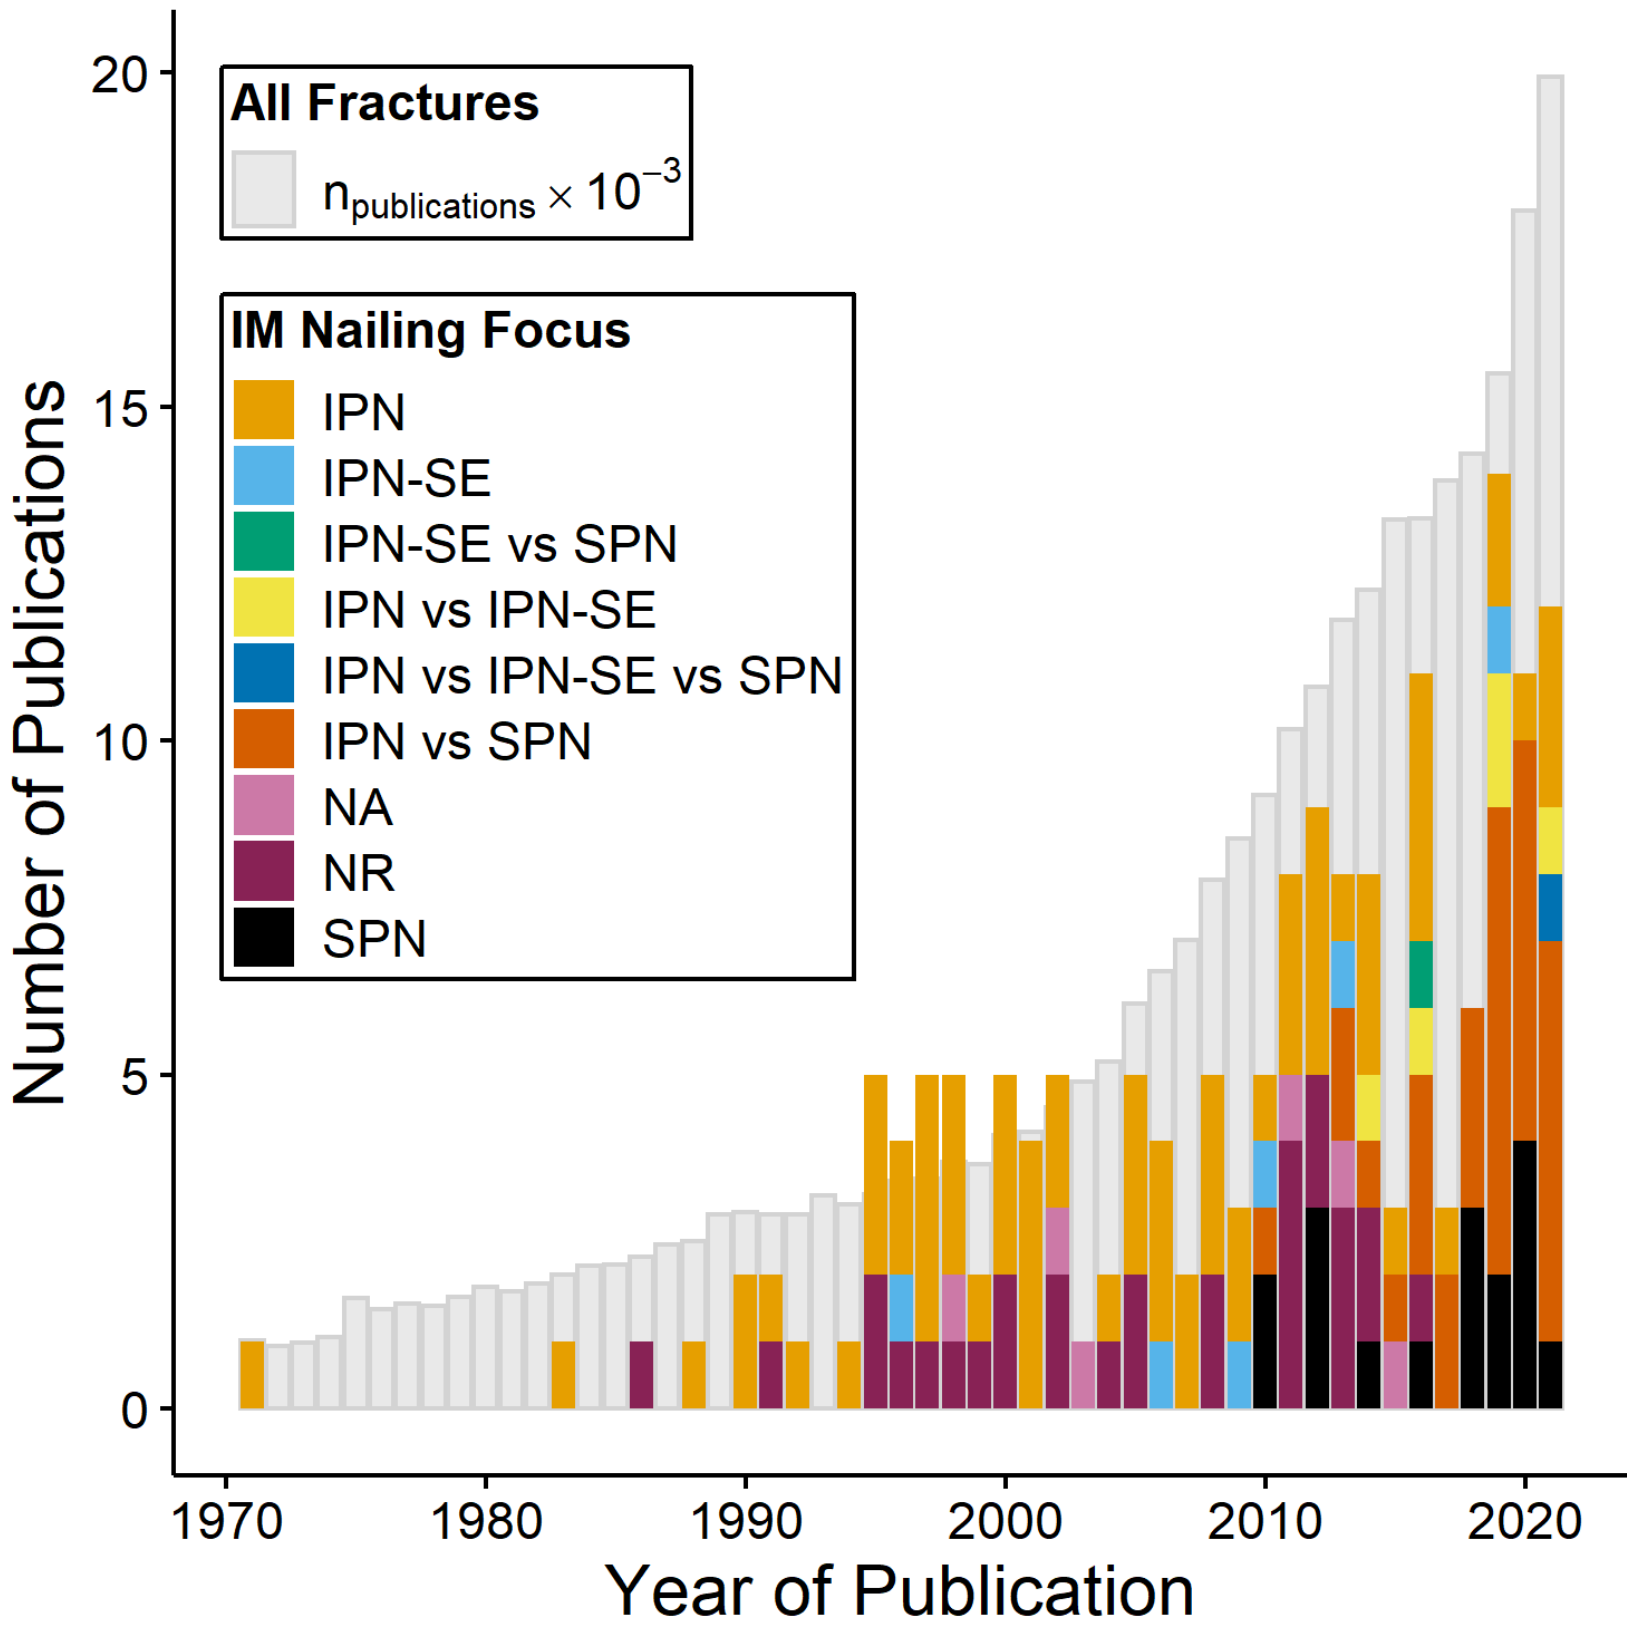 20
15
10
5
0
Number of Publications
All Fractures
n_publications × 10^−3
IM Nailing Focus
IPN
IPN-SE
IPN-SE vs SPN
IPN vs IPN-SE
IPN vs IPN-SE vs SPN
IPN vs SPN
NA
NR
SPN
1970 1980 1990 2000 2010 2020
Year of Publication